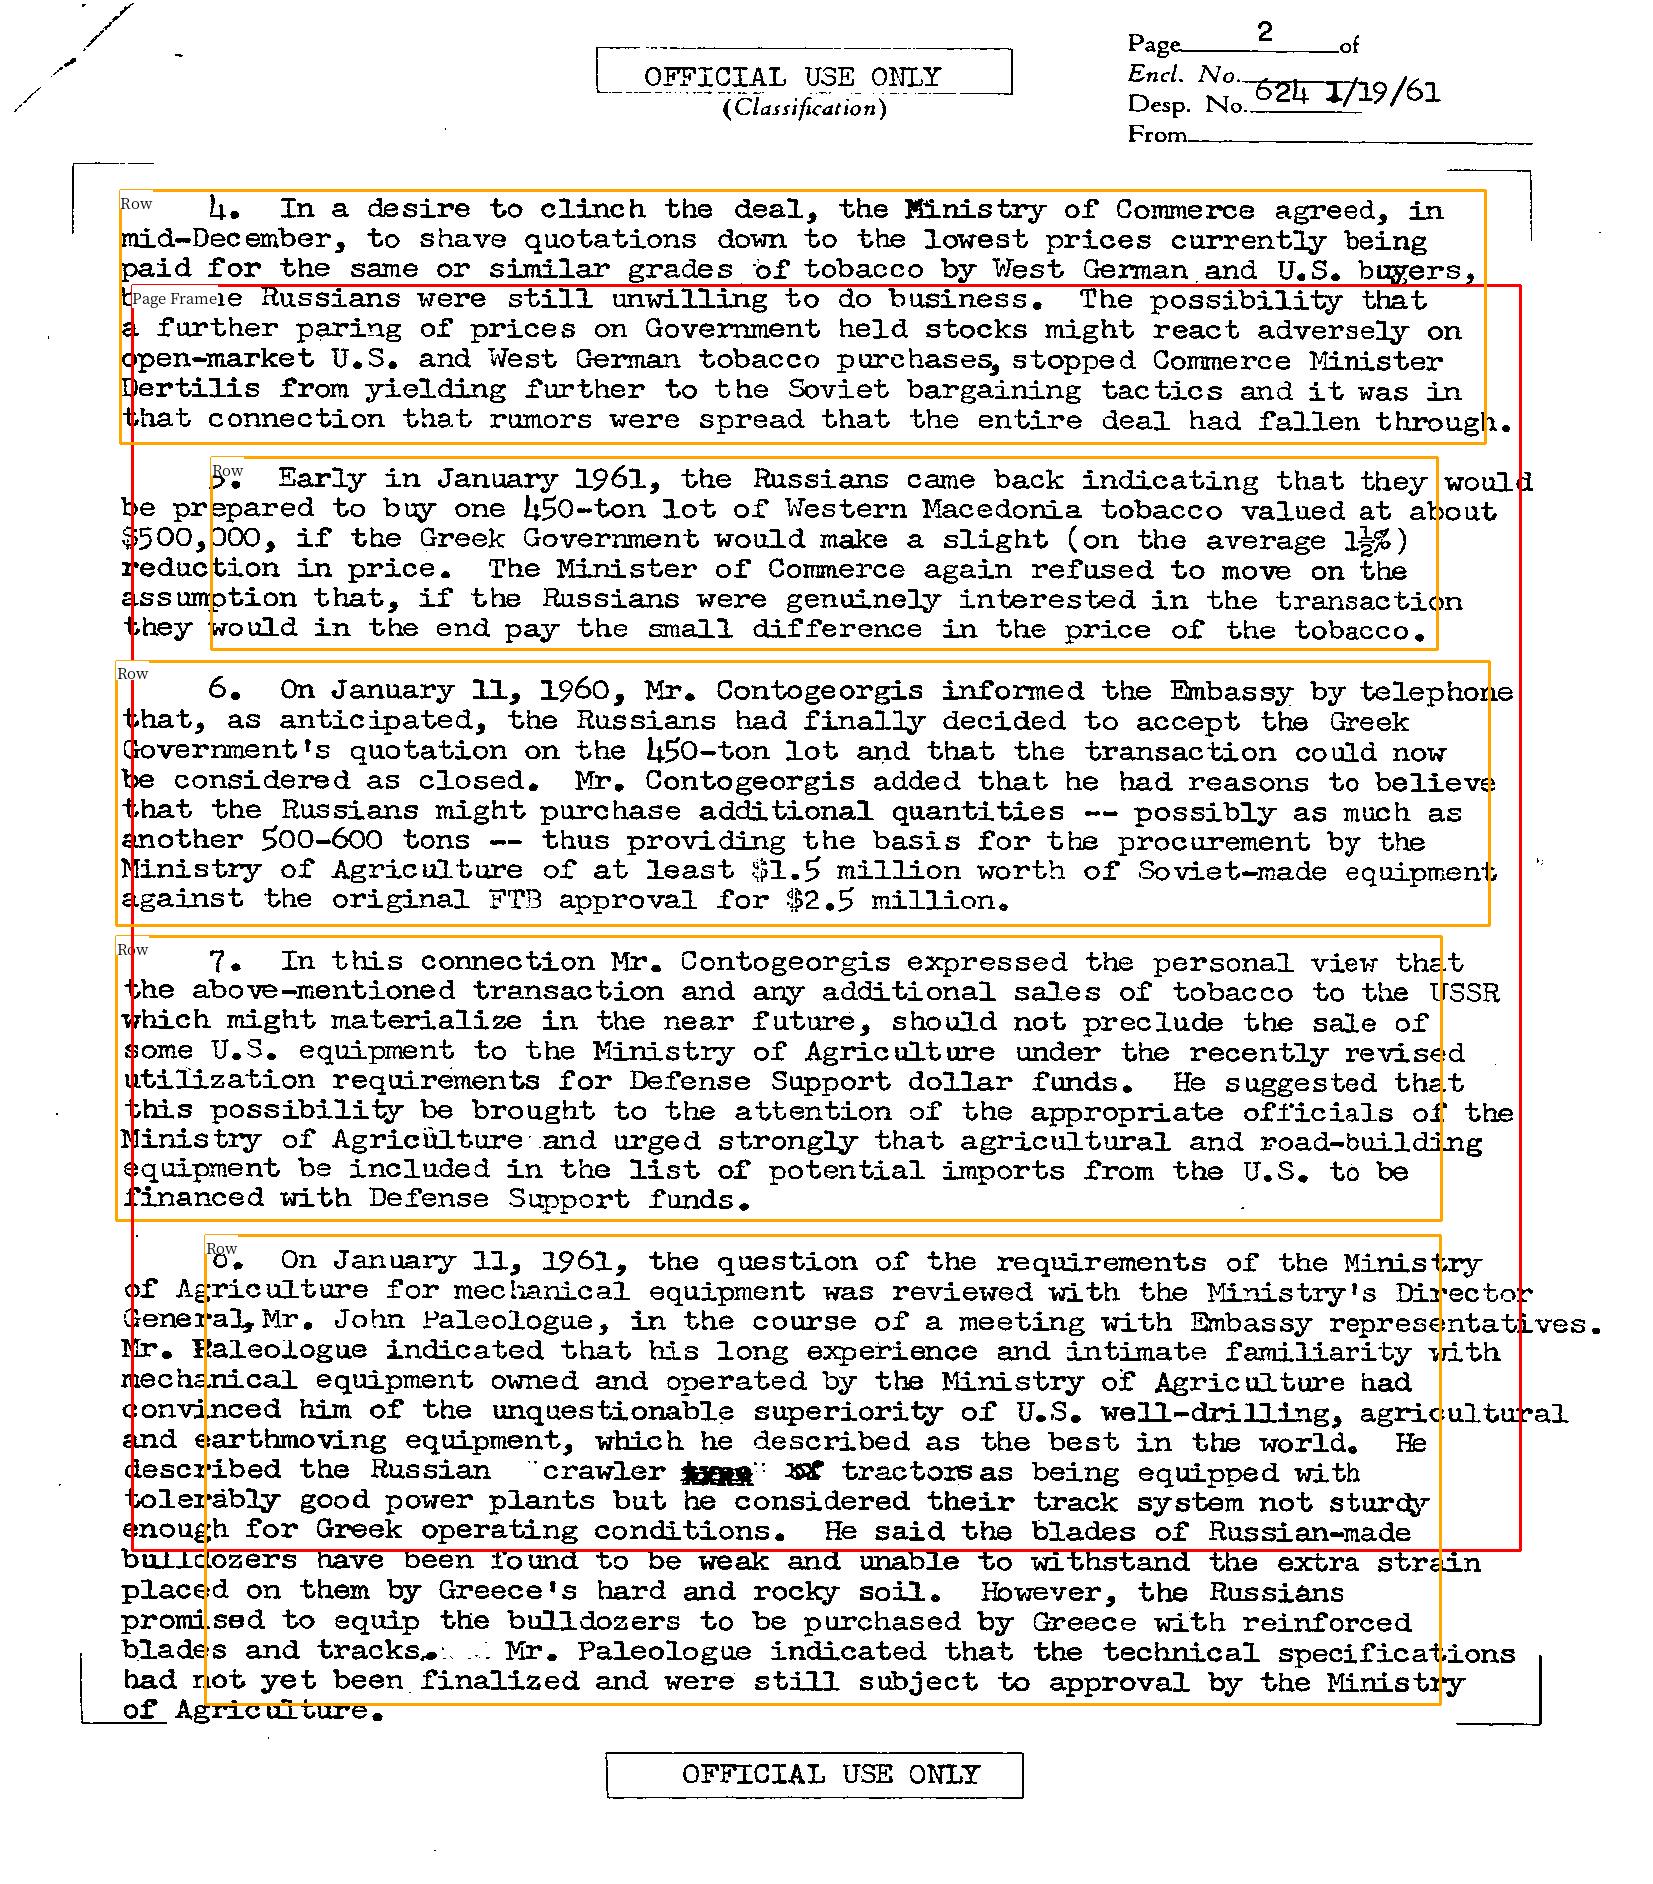 Page 2 of
OFFICIAL USE ONLY
(Classification)
Encl. No.
Desp. No. 624 1/19/61
From
Row
4. In a desire to clinch the deal, the Ministry of Commerce agreed, in
mid-December, to shave quotations down to the lowest prices currently being
paid for the same or similar grades of tobacco by West German and U.S. buyers,
Page Frame
Russians were still unwilling to do business. The possibility that
a further paring of prices on Government held stocks might react adversely on
open-market U.S. and West German tobacco purchases, stopped Commerce Minister
Dertilis from yielding further to the Soviet bargaining tactics and it was in
that connection that rumors were spread that the entire deal had fallen through.
Row
5. Early in January 1961, the Russians came back indicating that they would
be prepared to buy one 450-ton lot of Western Macedonia tobacco valued at about
$500,000, if the Greek Government would make a slight (on the average 1½%)
reduction in price. The Minister of Commerce again refused to move on the
assumption that, if the Russians were genuinely interested in the transaction
they would in the end pay the small difference in the price of the tobacco.
Row
6. On January 11, 1960, Mr. Contogeorgis informed the Embassy by telephone
that, as anticipated, the Russians had finally decided to accept the Greek
Government's quotation on the 450-ton lot and that the transaction could now
be considered as closed. Mr. Contogeorgis added that he had reasons to believe
that the Russians might purchase additional quantities -- possibly as much as
another 500-600 tons -- thus providing the basis for the procurement by the
Ministry of Agriculture of at least $1.5 million worth of Soviet-made equipment
against the original FTB approval for $2.5 million.
Row
7. In this connection Mr. Contogeorgis expressed the personal view that
the above-mentioned transaction and any additional sales of tobacco to the USSR
which might materialize in the near future, should not preclude the sale of
some U.S. equipment to the Ministry of Agriculture under the recently revised
utilization requirements for Defense Support dollar funds. He suggested that
this possibility be brought to the attention of the appropriate officials of the
Ministry of Agriculture and urged strongly that agricultural and road-building
equipment be included in the list of potential imports from the U.S. to be
financed with Defense Support funds.
Row
8. On January 11, 1961, the question of the requirements of the Ministry
of Agriculture for mechanical equipment was reviewed with the Ministry's Director
General, Mr. John Paleologue, in the course of a meeting with Embassy representatives.
Mr. Paleologue indicated that his long experience and intimate familiarity with
mechanical equipment owned and operated by the Ministry of Agriculture had
convinced him of the unquestionable superiority of U.S. well-drilling, agricultural
and earthmoving equipment, which he described as the best in the world. He
described the Russian "crawler" tractors as being equipped with
tolerably good power plants but he considered their track system not sturdy
enough for Greek operating conditions. He said the blades of Russian-made
bulldozers have been found to be weak and unable to withstand the extra strain
placed on them by Greece's hard and rocky soil. However, the Russians
promised to equip the bulldozers to be purchased by Greece with reinforced
blades and tracks. Mr. Paleologue indicated that the technical specifications
had not yet been finalized and were still subject to approval by the Ministry
of Agriculture.
OFFICIAL USE ONLY